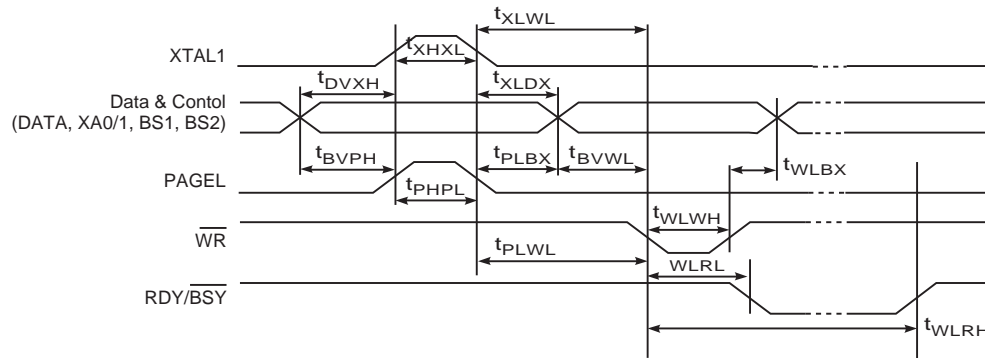 tXLWL
XTAL1
tXHXL
tDVXH
tXLDX
Data & Contol
(DATA, XA0/1, BS1, BS2)
tBVPH
tPLBX
tBVWL
tWLBX
PAGEL
tPHPL
tWLWH
WR
tPLWL
WLRL
RDY/BSY
tWLRH